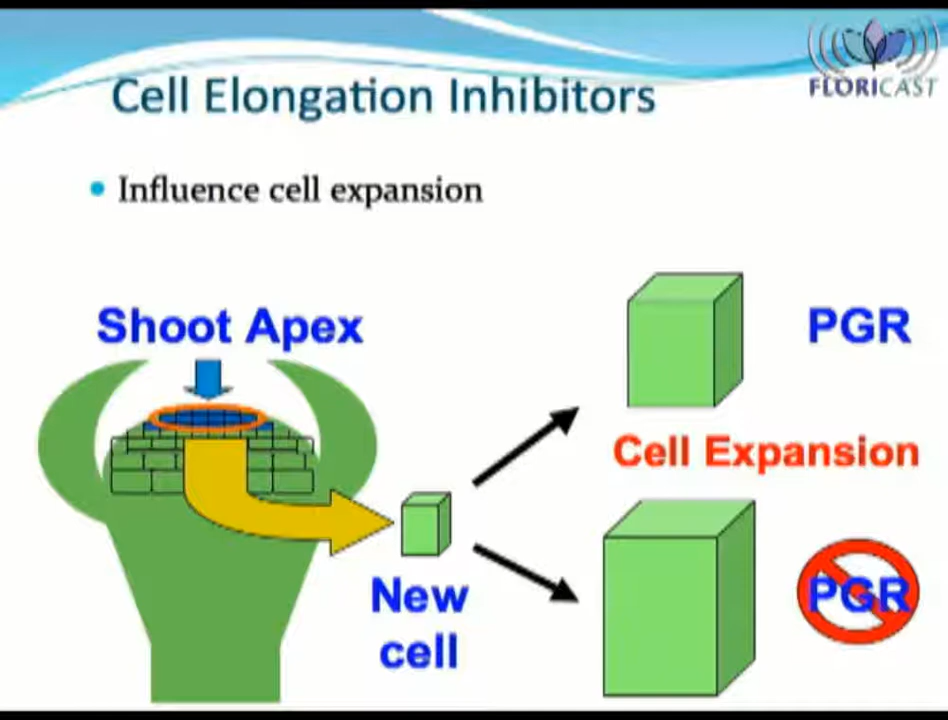 FLORICAST
Cell Elongation Inhibitors
Influence cell expansion
Shoot Apex
PGR
Cell Expansion
New
cell
PGR